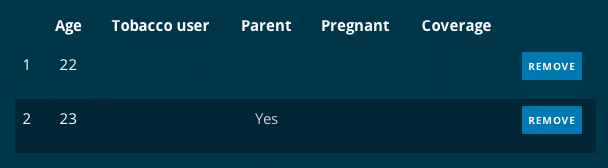 Age Tobacco user Parent Pregnant Coverage
1 22 REMOVE
2 23 Yes REMOVE